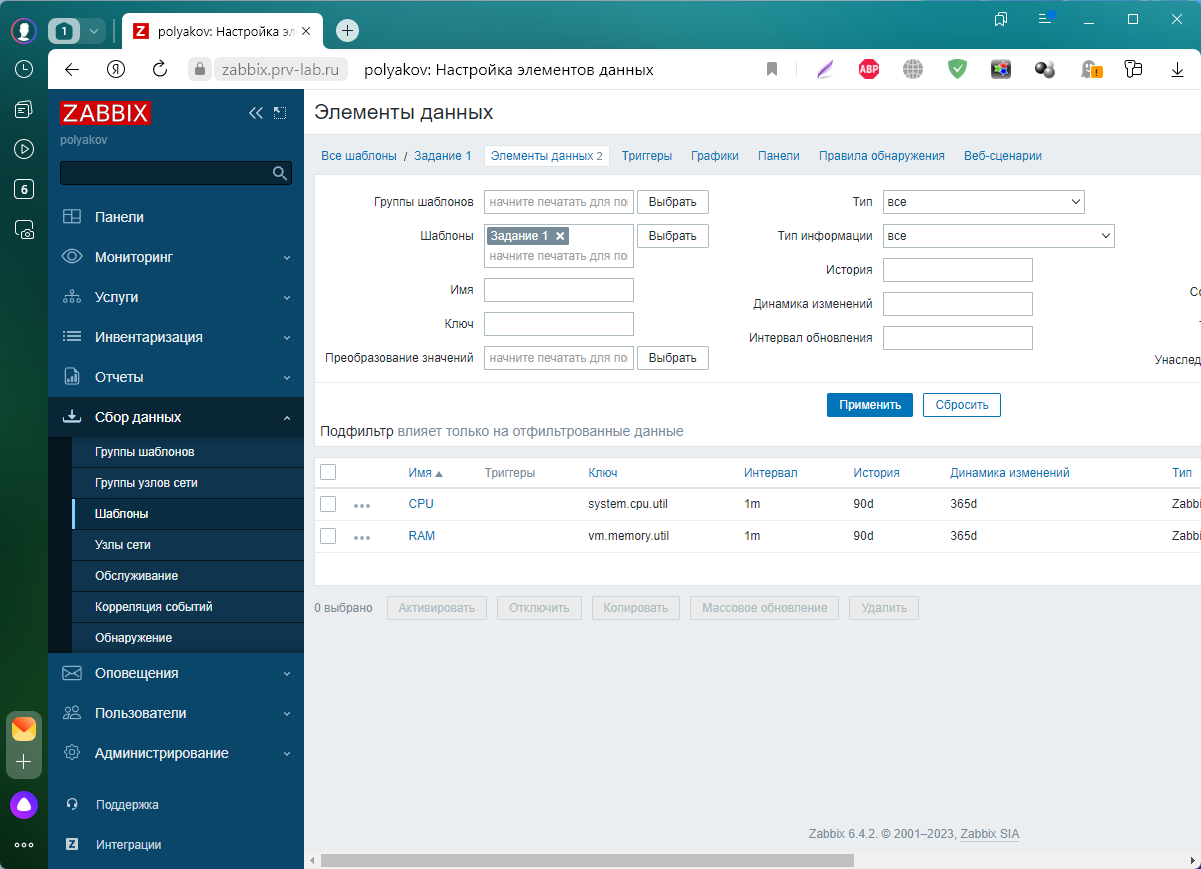 1
polyakov: Настройка эл
zabbix.prv-lab.ru
polyakov: Настройка элементов данных
ABP
6
ZABBIX
polyakov
Панели
Мониторинг
Услуги
Инвентаризация
Отчеты
Сбор данных
Группы шаблонов
Группы узлов сети
Шаблоны
Узлы сети
Обслуживание
Корреляция событий
Обнаружение
Оповещения
Пользователи
Администрирование
Поддержка
Интеграции
Элементы данных
Все шаблоны / Задание 1 Элементы данных 2 Триггеры Графики Панели Правила обнаружения Веб-сценарии
Группы шаблонов начните печатать для по Выбрать Тип все
Шаблоны Задание 1 Выбрать Тип информации все
начните печатать для по История
Имя Динамика изменений Со
Ключ Интервал обновления
Преобразование значений начните печатать для по Выбрать Унаслед
Применить Сбросить
Подфильтр влияет только на отфильтрованные данные
Имя Триггеры Ключ Интервал История Динамика изменений Тип
CPU system.cpu.util 1m 90d 365d Zabbi
RAM vm.memory.util 1m 90d 365d Zabbi
0 выбрано Активировать Отключить Копировать Массовое обновление Удалить
Zabbix 6.4.2. © 2001–2023, Zabbix SIA